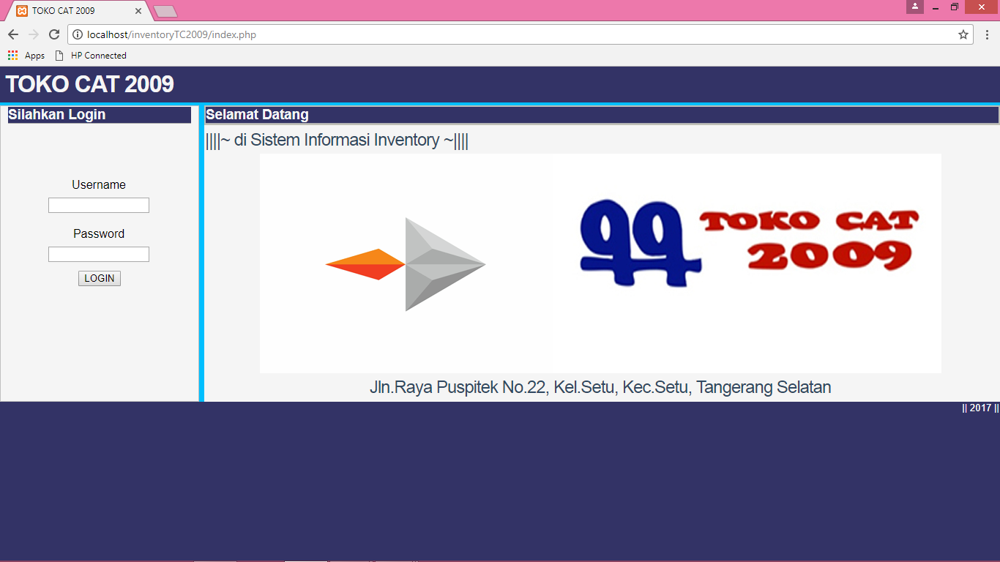 TOKO CAT 2009
localhost/inventoryTC2009/index.php
Apps HP Connected
TOKO CAT 2009
Silahkan Login
Username
Password
LOGIN
Selamat Datang
||||~ di Sistem Informasi Inventory ~||||
99 TOKO CAT
2009
Jln.Raya Puspitek No.22, Kel.Setu, Kec.Setu, Tangerang Selatan
|| 2017 ||